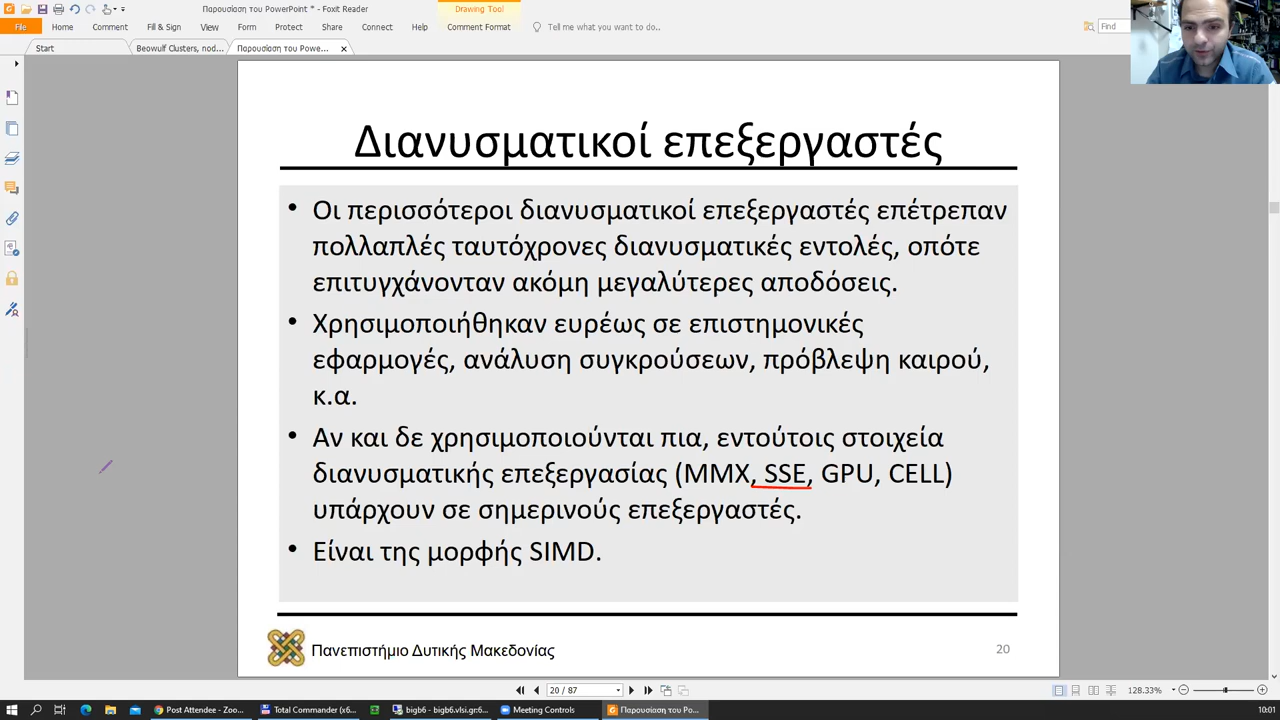 Παρουσίαση του PowerPoint * - Foxit Reader
Drawing Tool
File
Home
Comment
Fill & Sign
View
Form
Protect
Share
Connect
Help
Comment Format
Tell me what you want to do..
Find
Start
Beowulf Clusters, nod...
Παρουσίαση του Powe...
Διανυσματικοί επεξεργαστές
• Οι περισσότεροι διανυσματικοί επεξεργαστές επέτρεπαν
πολλαπλές ταυτόχρονες διανυσματικές εντολές, οπότε
επιτυγχάνονταν ακόμη μεγαλύτερες αποδόσεις.
• Χρησιμοποιήθηκαν ευρέως σε επιστημονικές
εφαρμογές, ανάλυση συγκρούσεων, πρόβλεψη καιρού,
κ.α.
• Αν και δε χρησιμοποιούνται πια, εντούτοις στοιχεία
διανυσματικής επεξεργασίας (MMX, SSE, GPU, CELL)
υπάρχουν σε σημερινούς επεξεργαστές.
• Είναι της μορφής SIMD.
Πανεπιστήμιο Δυτικής Μακεδονίας
20
20 / 87
128.33%
Post Attendee - Zoo...
Total Commander (x6...
bigb6 - bigb6.vlsi.gr:6...
Meeting Controls
Παρουσίαση του Po...
ENG
10:01